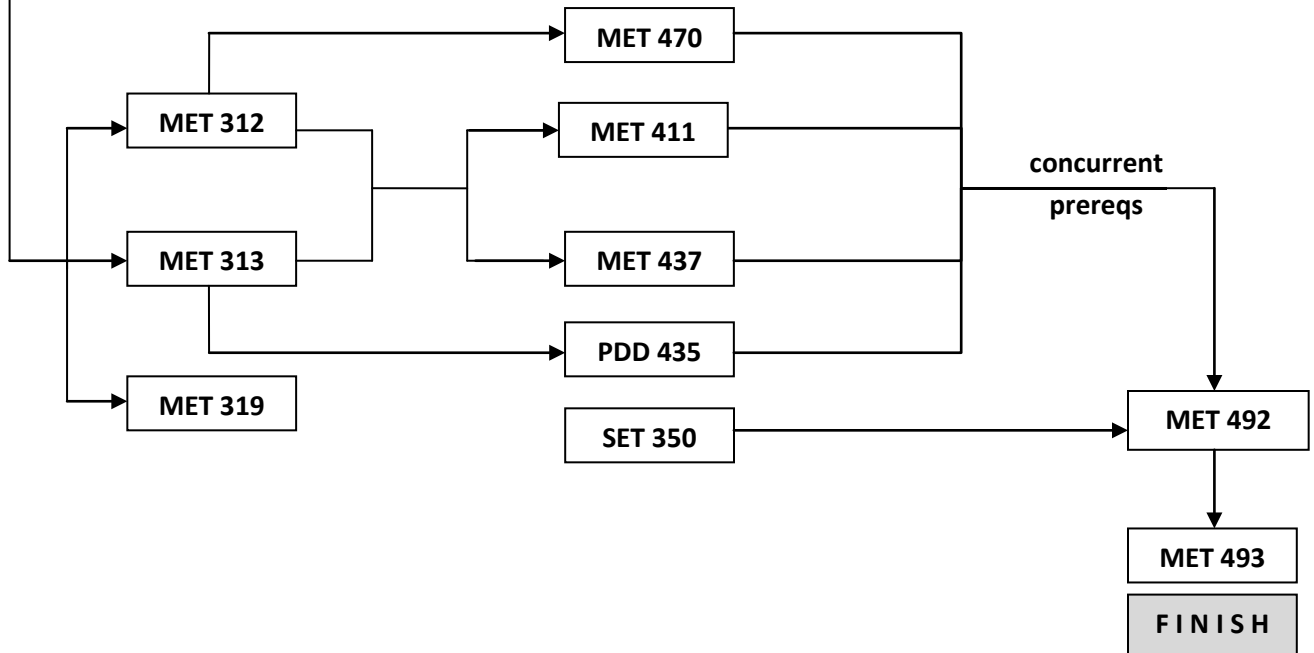 MET 470
MET 312
MET 411
concurrent
prereqs
MET 313
MET 437
PDD 435
MET 319
SET 350
MET 492
MET 493
F I N I S H